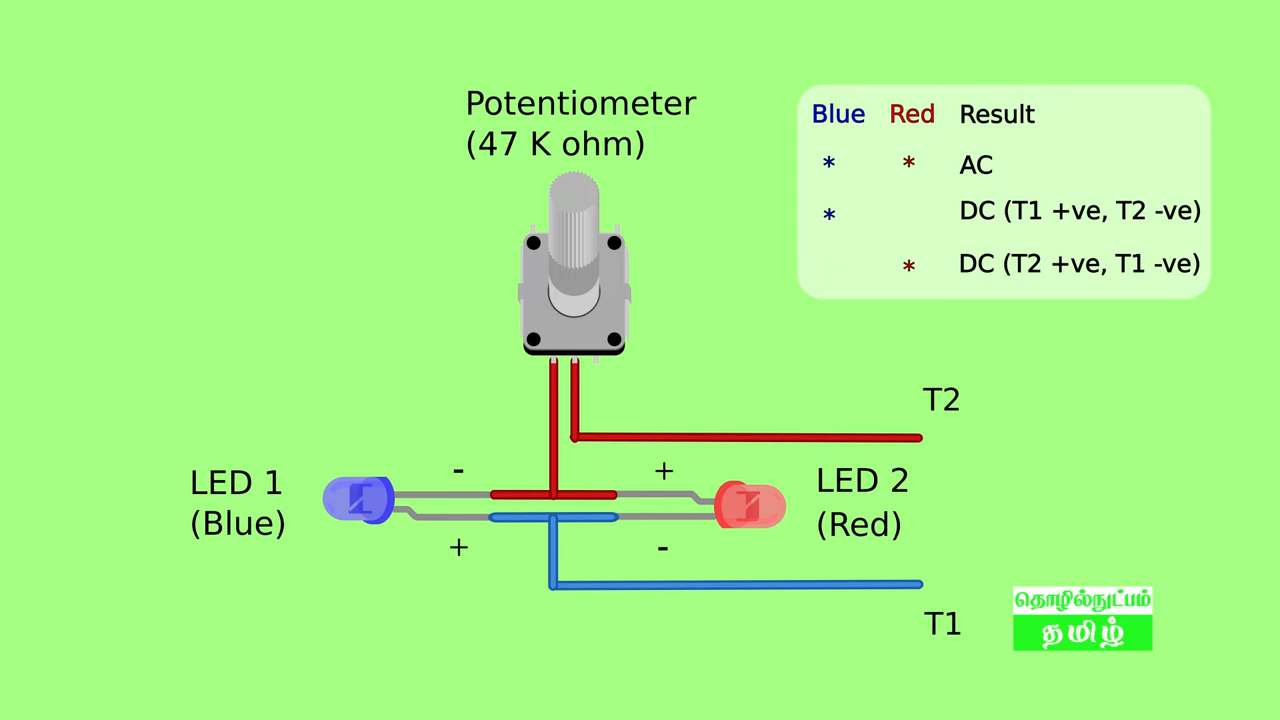 Potentiometer
(47 K ohm)
Blue Red Result
* * AC
* DC (T1 +ve, T2 -ve)
* DC (T2 +ve, T1 -ve)
T2
LED 1
(Blue)
- +
+ -
LED 2
(Red)
T1
தொழில்நுட்பம்
தமிழ்